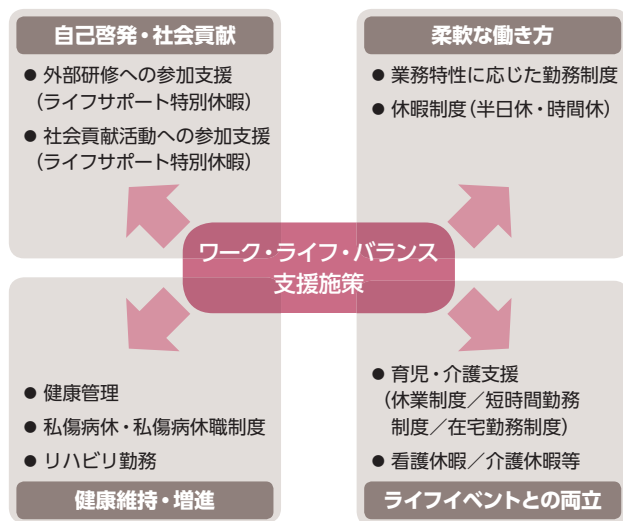 自己啓発・社会貢献
● 外部研修への参加支援
（ライフサポート特別休暇）
● 社会貢献活動への参加支援
（ライフサポート特別休暇）
柔軟な働き方
● 業務特性に応じた勤務制度
● 休暇制度（半日休・時間休）
ワーク・ライフ・バランス
支援施策
● 健康管理
● 私傷病休・私傷病休職制度
● リハビリ勤務
健康維持・増進
● 育児・介護支援
（休業制度／短時間勤務
制度／在宅勤務制度）
● 看護休暇／介護休暇等
ライフイベントとの両立